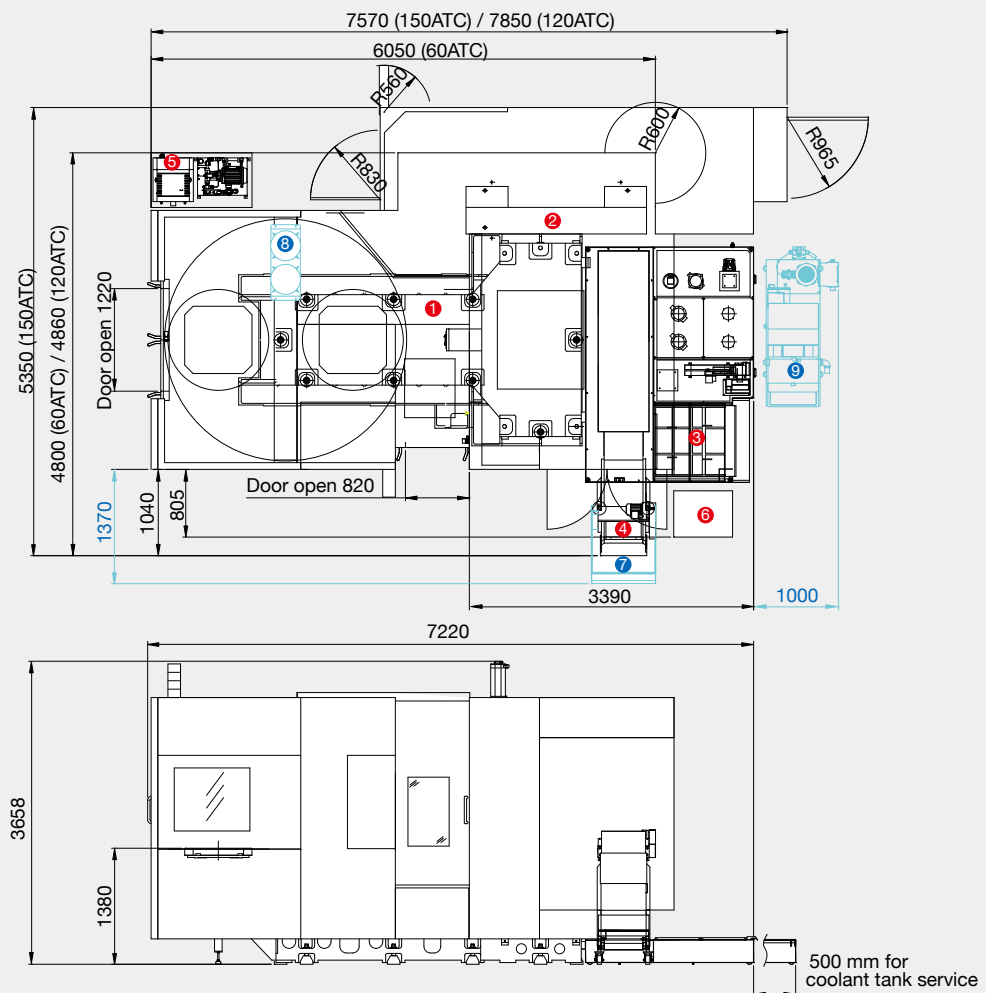 7570 (150ATC) / 7850 (120ATC)
6050 (60ATC)
R560
R600
R965
R830
5
2
8
1
9
3
5350 (150ATC)
4800 (60ATC) / 4860 (120ATC)
Door open 1220
Door open 820
6
4
7
1370
1040
805
3390
1000
7220
3658
1380
500 mm for
coolant tank service